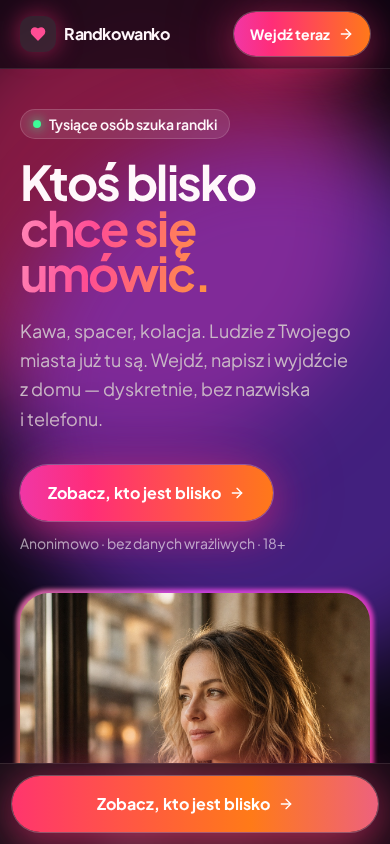 Randkowanko
Wejdź teraz →
Tysiące osób szuka randki
Ktoś blisko
chce się
umówić.
Kawa, spacer, kolacja. Ludzie z Twojego
miasta już tu są. Wejdź, napisz i wyjdźcie
z domu — dyskretnie, bez nazwiska
i telefonu.
Zobacz, kto jest blisko →
Anonimowo · bez danych wrażliwych · 18+
Zobacz, kto jest blisko →